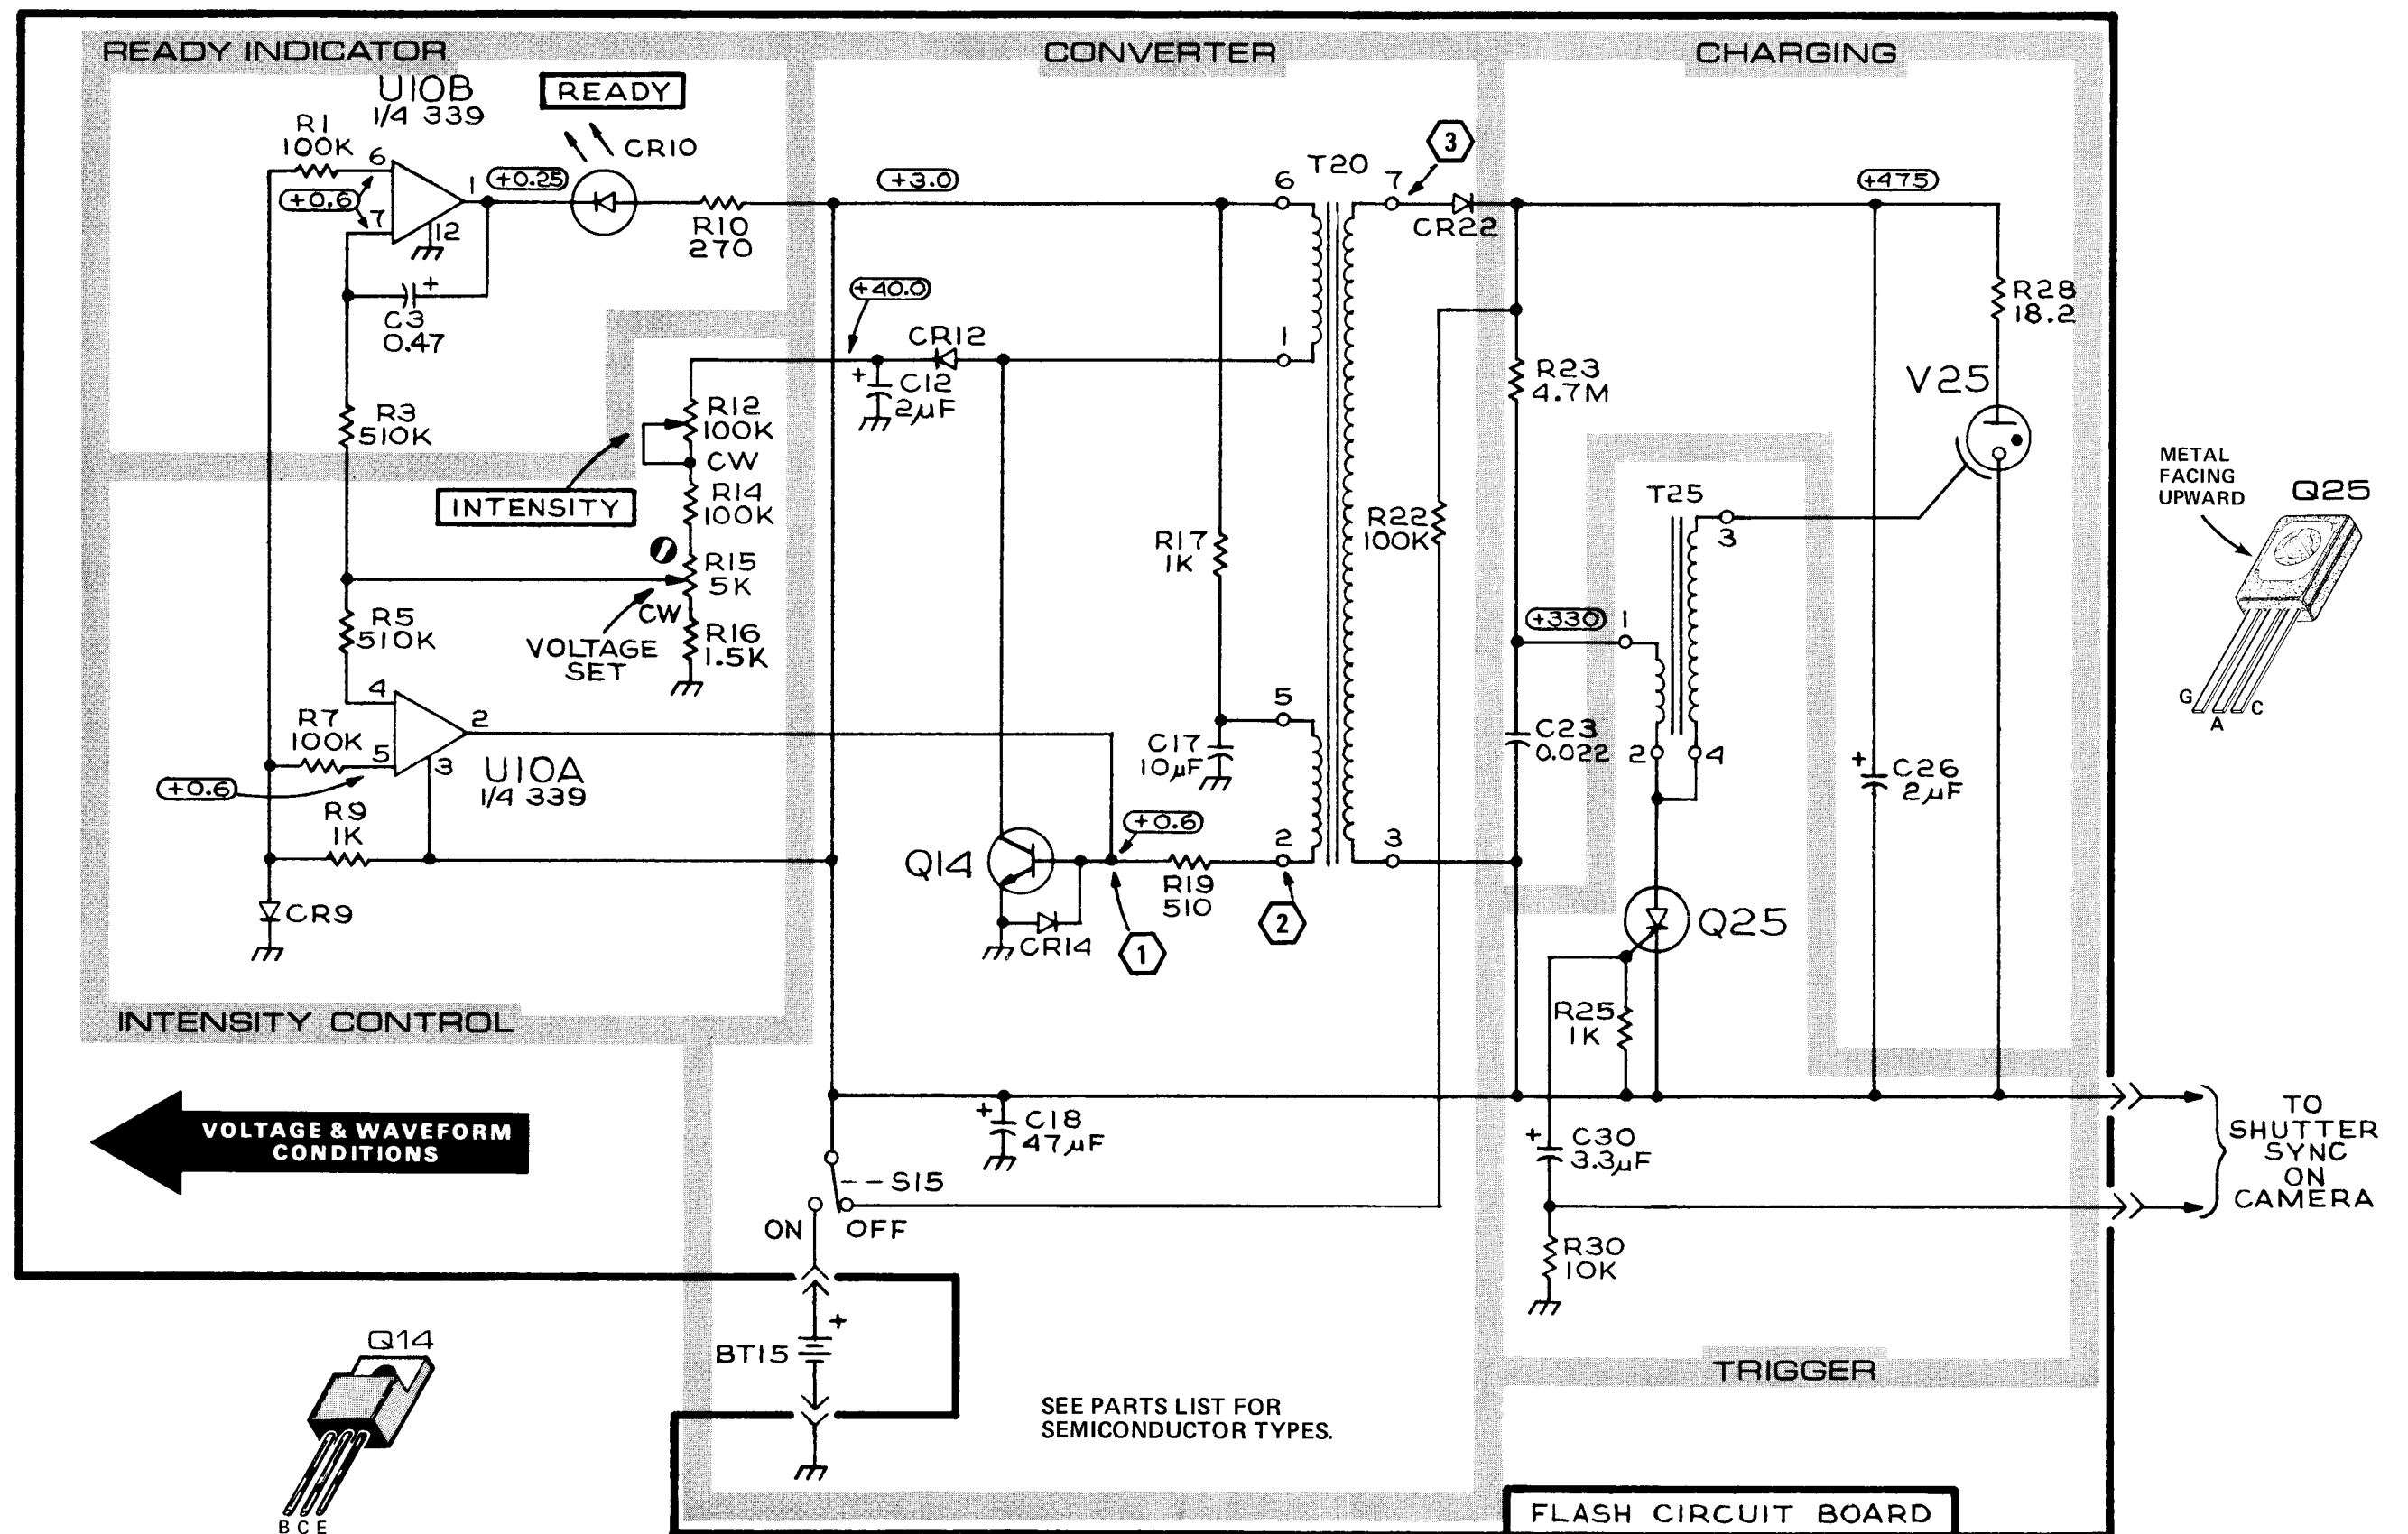 READY INDICATOR
U10B
1/4 339
READY
R1
100K
6
+0.6
7
1
12
+0.25
CR10
R10
270
C3
+
0.47
R3
510K
INTENSITY
R12
100K
CW
R14
100K
R15
5K
CW
VOLTAGE
SET
R16
1.5K
R5
510K
4
R7
100K
5
2
3
U10A
1/4 339
+0.6
R9
1K
CR9
INTENSITY CONTROL
VOLTAGE & WAVEFORM
CONDITIONS
Q14
B C E
CONVERTER
+3.0
6
T20
7
3
+40.0
CR12
1
+
C12
2µF
R17
1K
R22
100K
5
C17
10µF
+0.6
2
3
Q14
R19
510
CR14
1
2
+
C18
47µF
--S15
ON
OFF
+
BT15
SEE PARTS LIST FOR
SEMICONDUCTOR TYPES.
CHARGING
CR22
+475
R28
18.2
R23
4.7M
V25
T25
3
+330
1
C23
0.022
2
4
+
C26
2µF
Q25
R25
1K
+
C30
3.3µF
R30
10K
TRIGGER
TO
SHUTTER
SYNC
ON
CAMERA
METAL
FACING
UPWARD
Q25
G
A
C
FLASH CIRCUIT BOARD